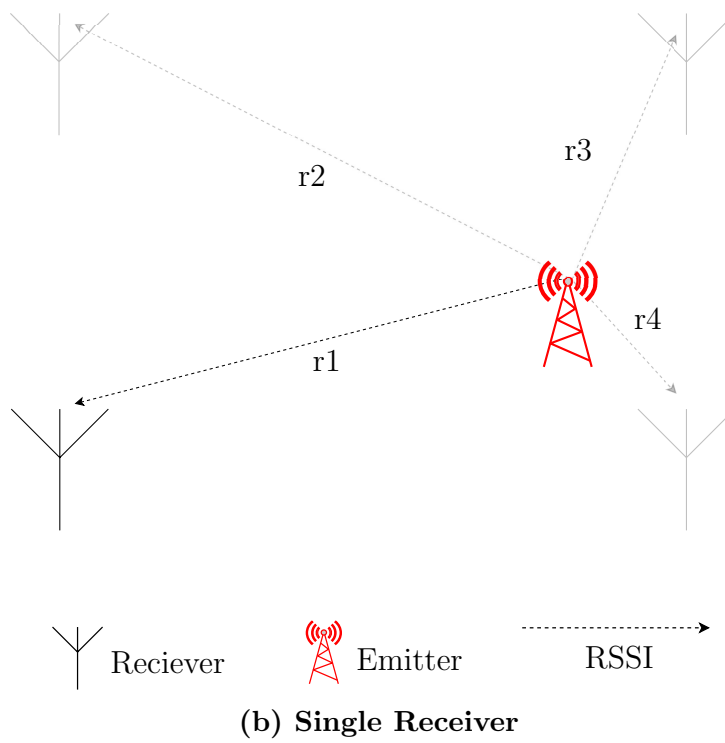 r3
r2
r4
r1
Reciever
Emitter
RSSI
(b) Single Receiver